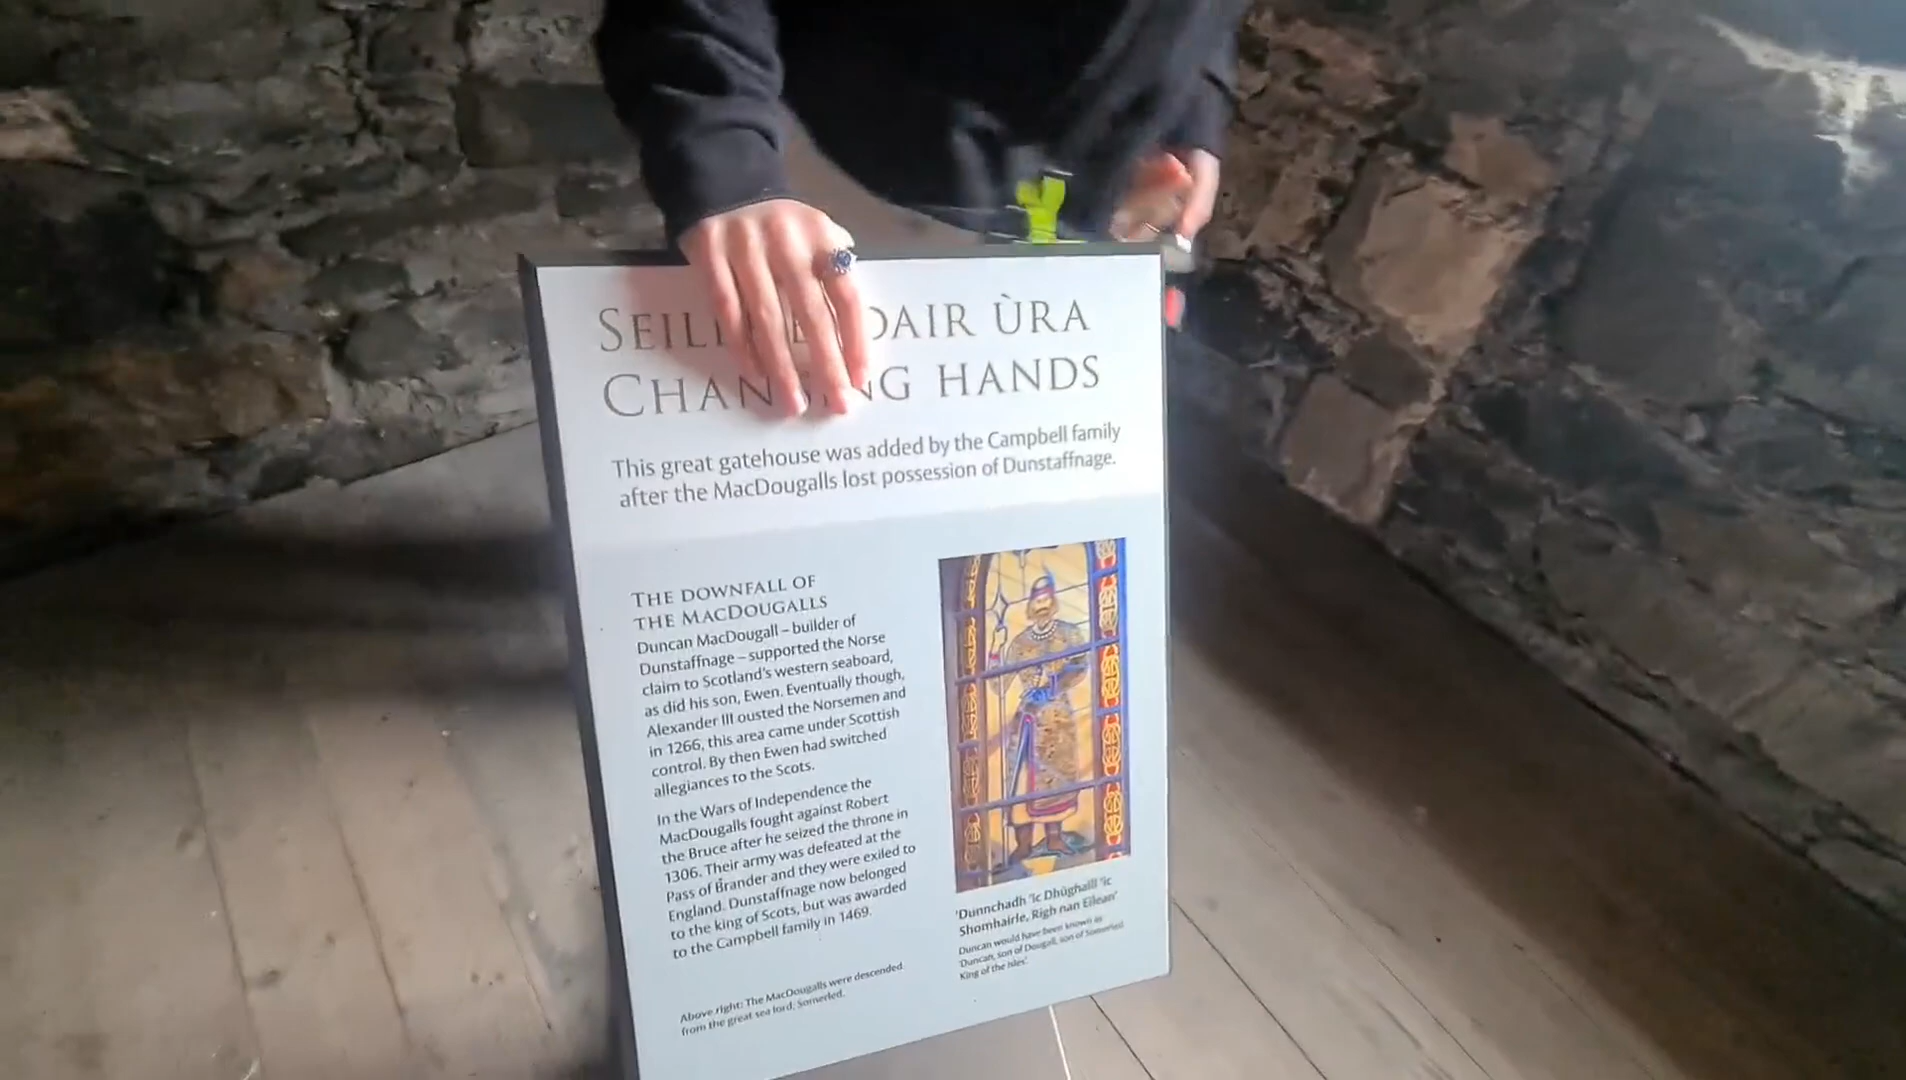 DAIR ÙRA
CHANGING HANDS
This great gatehouse was added by the Campbell family
after the MacDougalls lost possession of Dunstaffnage.
THE DOWNFALL OF
THE MACDOUGALLS
Duncan MacDougall – builder of
Dunstaffnage – supported the Norse
claim to Scotland's western seaboard,
as did his son, Ewen. Eventually though,
Alexander III ousted the Norsemen and
in 1266, this area came under Scottish
control. By then Ewen had switched
allegiances to the Scots.
In the Wars of Independence the
MacDougalls fought against Robert
the Bruce after he seized the throne in
1306. Their army was defeated at the
Pass of Brander and they were exiled to
England. Dunstaffnage now belonged
to the king of Scots, but was awarded
to the Campbell family in 1469.
Above right: The MacDougalls were descended
from the great sea lord, Somerled.
'Dunnchadh 'ic Dhùghaill 'ic
Shomhairle, Rìgh nan Eilean'
Duncan would have been known as
'Duncan, son of Dougall, son of Somerled
King of the Isles'.